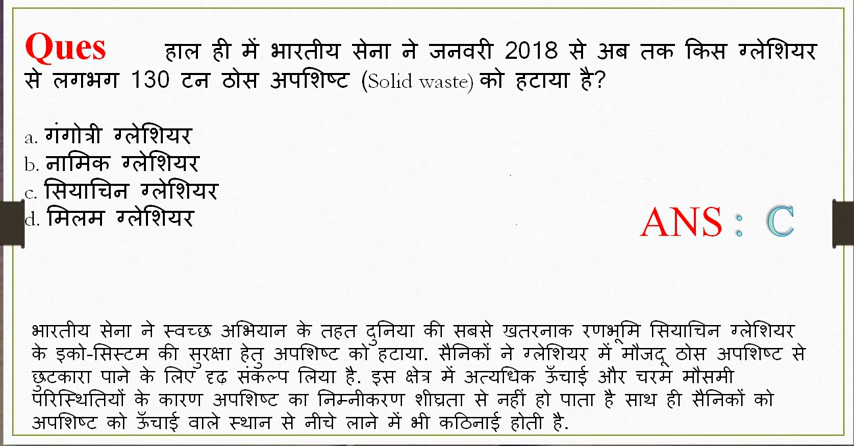 Ques हाल ही में भारतीय सेना ने जनवरी 2018 से अब तक किस ग्लेशियर
से लगभग 130 टन ठोस अपशिष्ट (Solid waste) को हटाया है?
a. गंगोत्री ग्लेशियर
b. नामिक ग्लेशियर
c. सियाचिन ग्लेशियर
d. मिलम ग्लेशियर
ANS : C
भारतीय सेना ने स्वच्छ अभियान के तहत दुनिया की सबसे खतरनाक रणभूमि सियाचिन ग्लेशियर
के इको-सिस्टम की सुरक्षा हेतु अपशिष्ट को हटाया. सैनिकों ने ग्लेशियर में मौजूद ठोस अपशिष्ट से
छुटकारा पाने के लिए दृढ़ संकल्प लिया है. इस क्षेत्र में अत्यधिक ऊँचाई और चरम मौसमी
परिस्थितियों के कारण अपशिष्ट का निम्नीकरण शीघ्रता से नहीं हो पाता है साथ ही सैनिकों को
अपशिष्ट को ऊँचाई वाले स्थान से नीचे लाने में भी कठिनाई होती है.